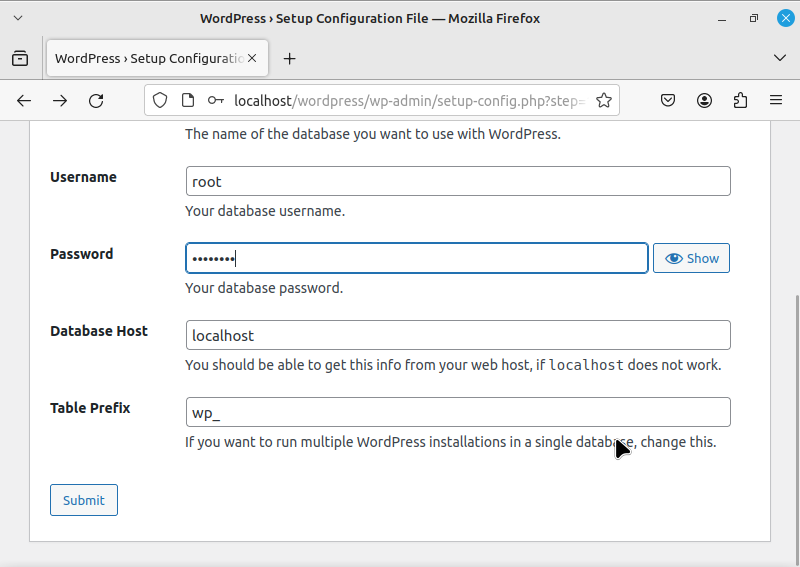 WordPress › Setup Configuration File — Mozilla Firefox
WordPress › Setup Configuratio
localhost/wordpress/wp-admin/setup-config.php?step=
The name of the database you want to use with WordPress.
Username
root
Your database username.
Password
••••••••
Show
Your database password.
Database Host
localhost
You should be able to get this info from your web host, if localhost does not work.
Table Prefix
wp_
If you want to run multiple WordPress installations in a single database, change this.
Submit